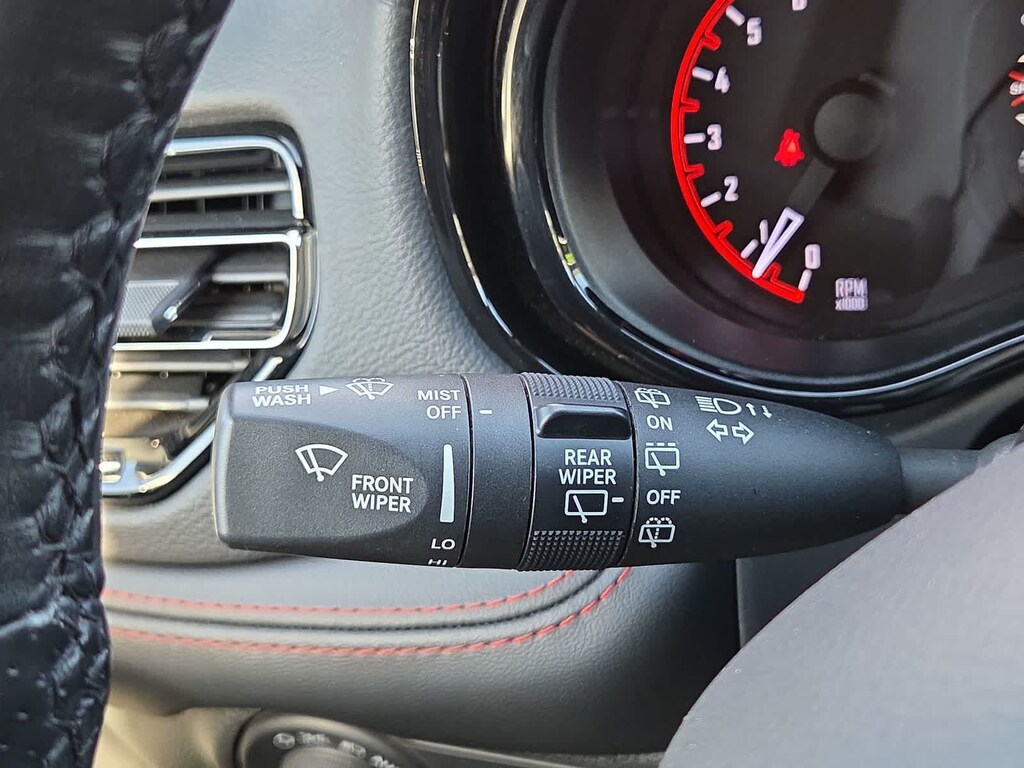 5
4
3
2
1
0
RPM
x1000
PUSH
WASH
MIST
OFF
FRONT
WIPER
LO
HI
REAR
WIPER
ON
OFF